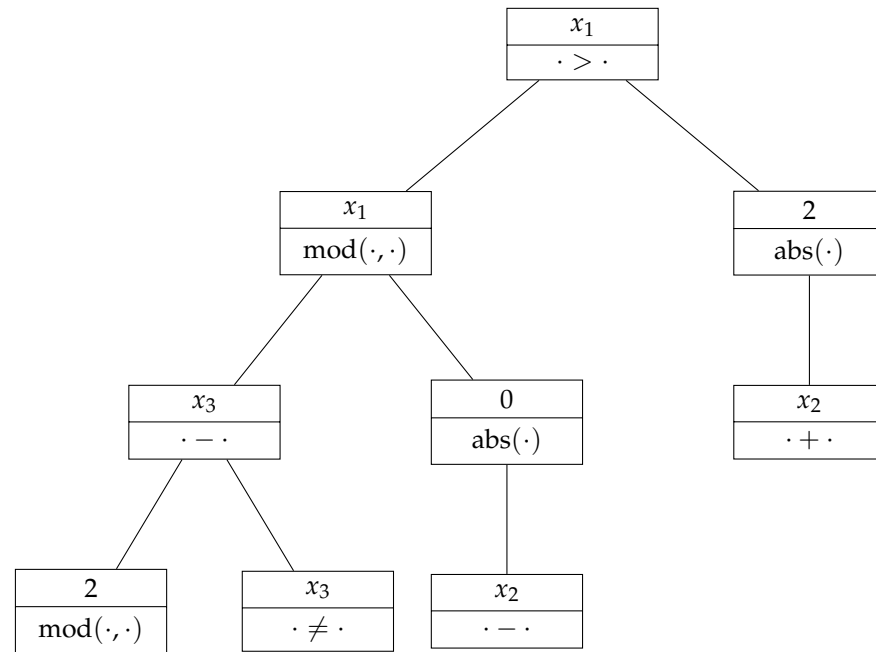 x₁
· > ·
x₁
mod(·, ·)
2
abs(·)
x₃
· − ·
0
abs(·)
x₂
· + ·
2
mod(·, ·)
x₃
· ≠ ·
x₂
· − ·